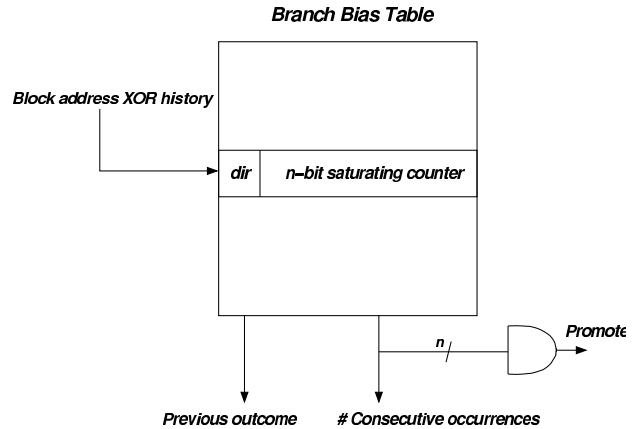 Branch Bias Table
Block address XOR history
dir
n-bit saturating counter
n
Promote
Previous outcome
# Consecutive occurrences